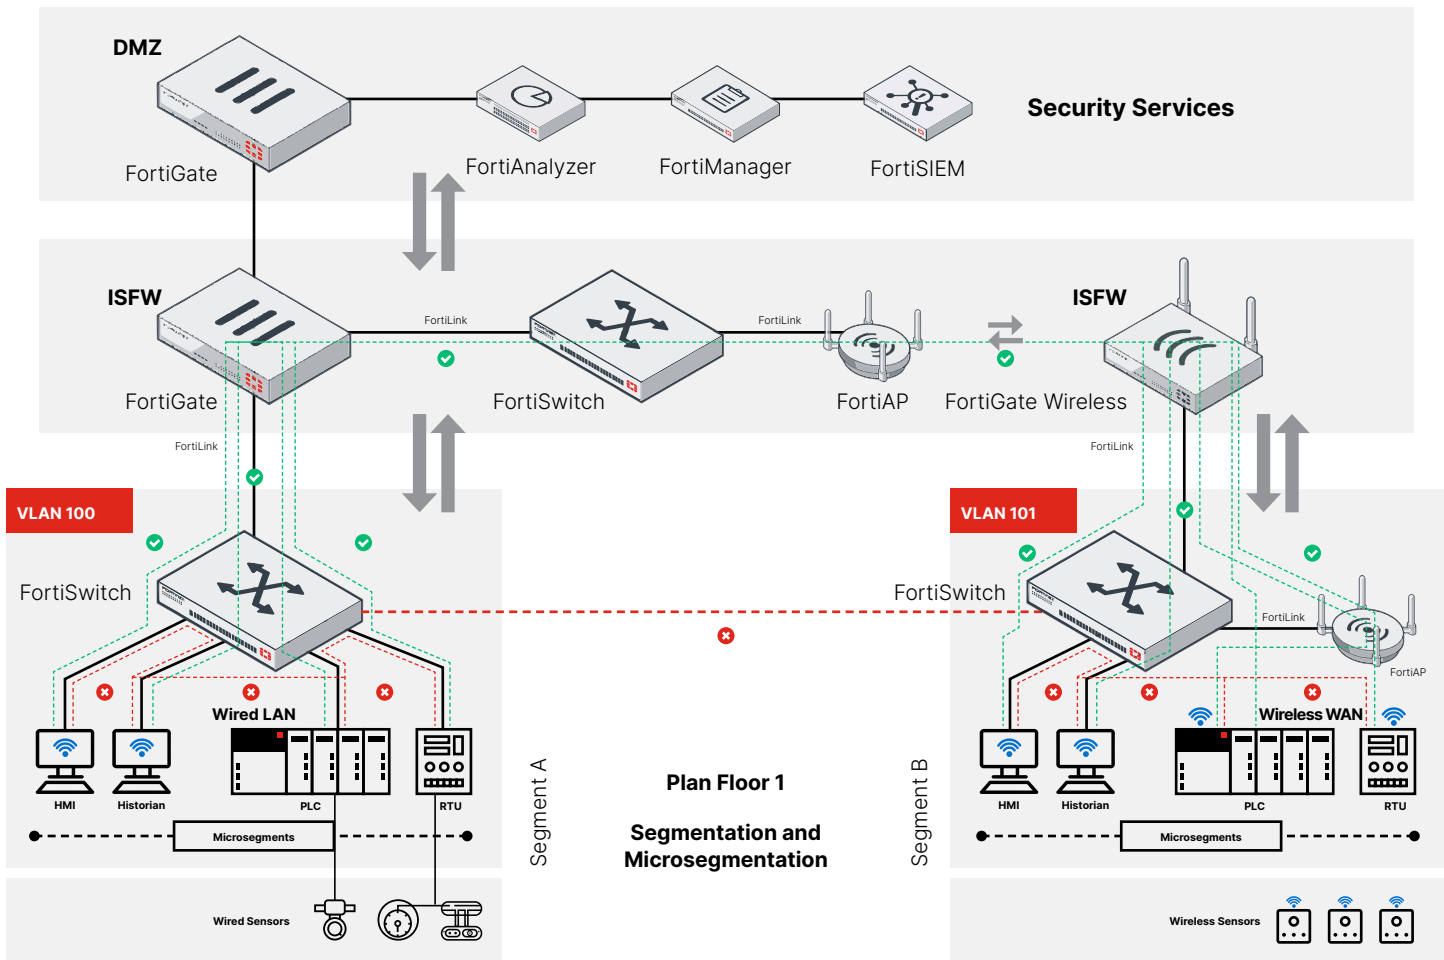 DMZ
Security Services
FortiGate
FortiAnalyzer
FortiManager
FortiSIEM
ISFW
ISFW
FortiLink
FortiLink
FortiGate
FortiSwitch
FortiAP
FortiGate Wireless
FortiLink
FortiLink
VLAN 100
VLAN 101
FortiSwitch
FortiSwitch
FortiLink
FortiAP
Wired LAN
Wireless WAN
HMI
Historian
PLC
RTU
Microsegments
Segment A
Plan Floor 1
Segmentation and
Microsegmentation
Segment B
HMI
Historian
PLC
RTU
Microsegments
Wired Sensors
Wireless Sensors